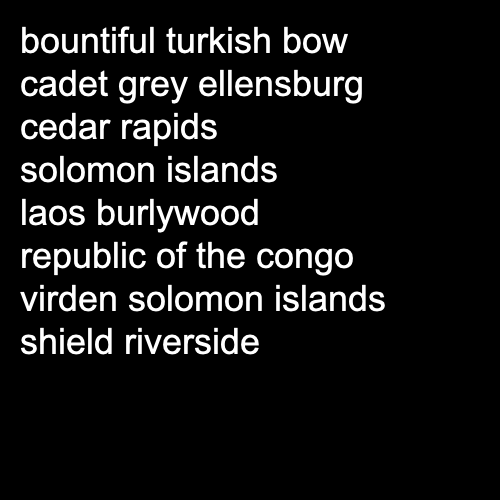 bountiful turkish bow
cadet grey ellensburg
cedar rapids
solomon islands
laos burlywood
republic of the congo
virden solomon islands
shield riverside